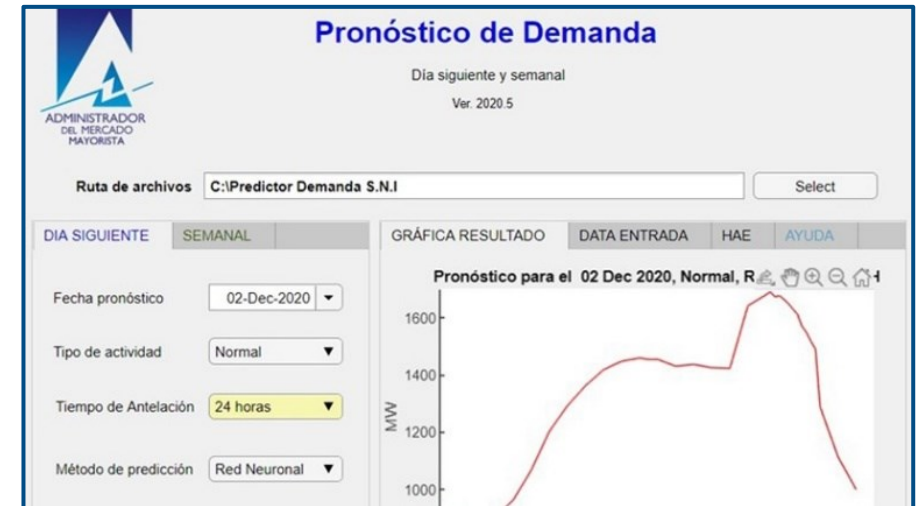 Pronóstico de Demanda
Día siguiente y semanal
Ver. 2020.5
ADMINISTRADOR
DEL MERCADO
MAYORISTA
Ruta de archivos C:\Predictor Demanda S.N.I Select
DIA SIGUIENTE SEMANAL
Fecha pronóstico 02-Dec-2020
Tipo de actividad Normal
Tiempo de Antelación 24 horas
Método de predicción Red Neuronal
GRÁFICA RESULTADO DATA ENTRADA HAE AYUDA
Pronóstico para el 02 Dec 2020, Normal, R
1600
1400
MW
1200
1000